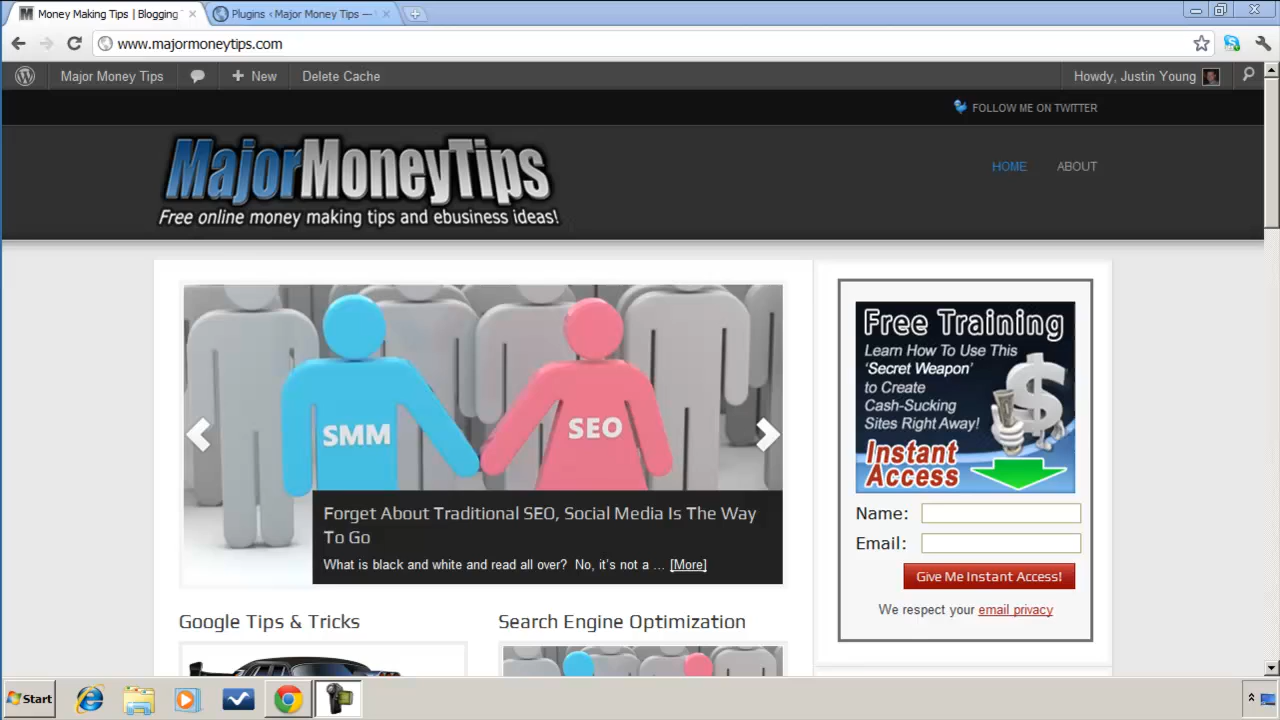 Money Making Tips | Blogging
Plugins ‹ Major Money Tips —
www.majormoneytips.com
Major Money Tips
New
Delete Cache
Howdy, Justin Young
FOLLOW ME ON TWITTER
MajorMoneyTips
Free online money making tips and ebusiness ideas!
HOME
ABOUT
SMM
SEO
Forget About Traditional SEO, Social Media Is The Way
To Go
What is black and white and read all over? No, it's not a ... [More]
Google Tips & Tricks
Search Engine Optimization
Free Training
Learn How To Use This
'Secret Weapon'
to Create
Cash-Sucking
Sites Right Away!
Instant
Access
Name:
Email:
Give Me Instant Access!
We respect your email privacy
Start